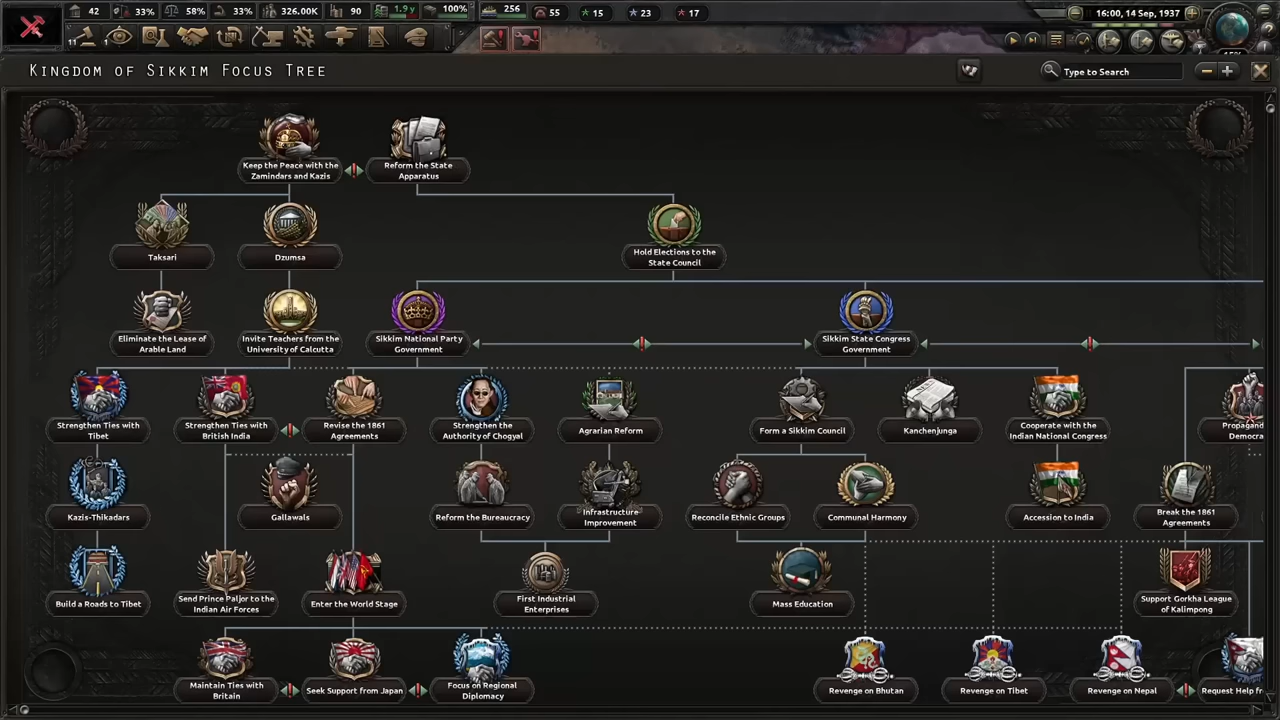 42
33%
58%
33%
326.00K
90
1.9 y
100%
256
55
15
23
17
16:00, 14 Sep, 1937
11
Kingdom of Sikkim Focus Tree
Type to Search
Keep the Peace with the
Zamindars and Kazis
Reform the State
Apparatus
Taksari
Dzumsa
Hold Elections to the
State Council
Eliminate the Lease of
Arable Land
Invite Teachers from the
University of Calcutta
Sikkim National Party
Government
Sikkim State Congress
Government
Strengthen Ties with
Tibet
Strengthen Ties with
British India
Revise the 1861
Agreements
Strengthen the
Authority of Chogyal
Agrarian Reform
Form a Sikkim Council
Kanchenjunga
Cooperate with the
Indian National Congress
Propagand
Democra
Kazis-Thikadars
Gallawals
Reform the Bureaucracy
Infrastructure
Improvement
Reconcile Ethnic Groups
Communal Harmony
Accession to India
Break the 1861
Agreements
Build a Roads to Tibet
Send Prince Paljor to the
Indian Air Forces
Enter the World Stage
First Industrial
Enterprises
Mass Education
Support Gorkha League
of Kalimpong
Maintain Ties with
Britain
Seek Support from Japan
Focus on Regional
Diplomacy
Revenge on Bhutan
Revenge on Tibet
Revenge on Nepal
Request Help fr